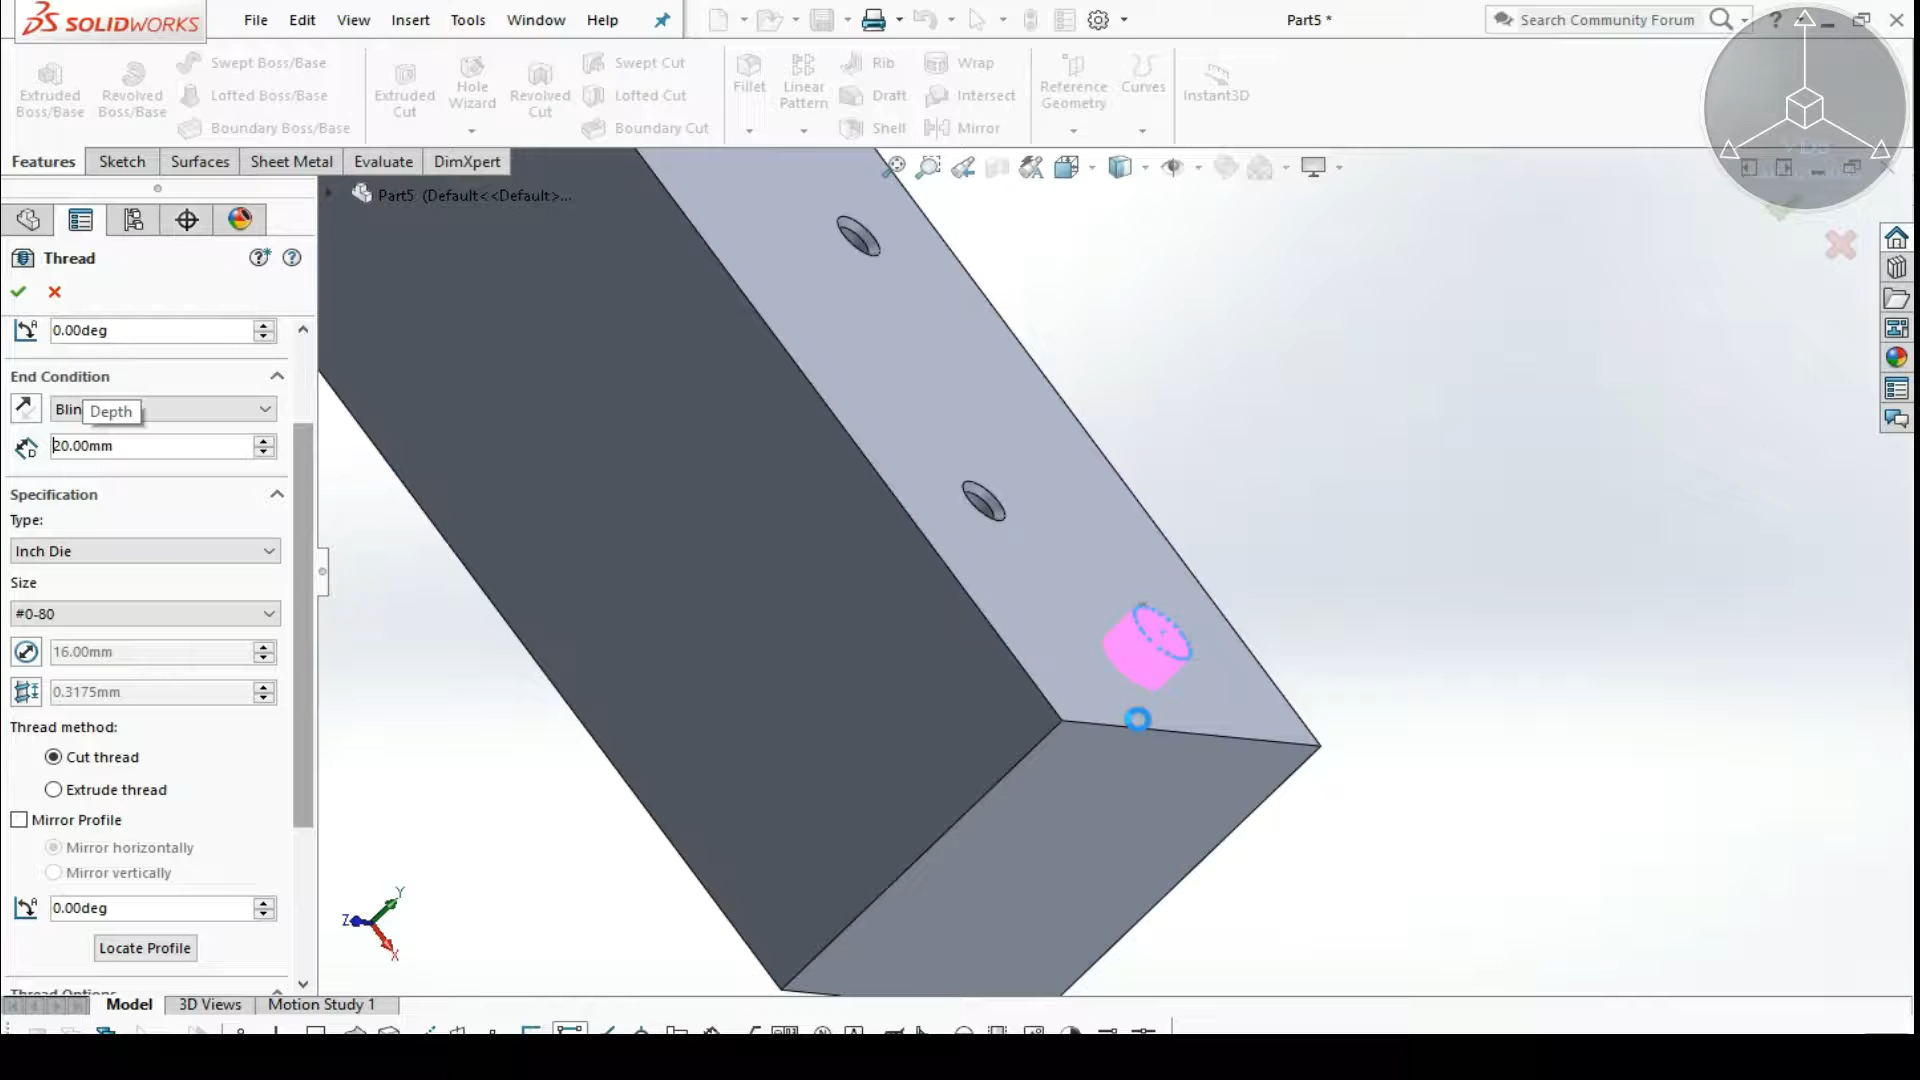 SOLIDWORKS File Edit View Insert Tools Window Help Part5 * Search Community Forum ?
Extruded Boss/Base Revolved Boss/Base Swept Boss/Base Lofted Boss/Base Boundary Boss/Base
Extruded Cut Hole Wizard Revolved Cut Swept Cut Lofted Cut Boundary Cut
Fillet Linear Pattern Rib Draft Shell Wrap Intersect Mirror
Reference Geometry Curves Instant3D
Features Sketch Surfaces Sheet Metal Evaluate DimXpert
Part5 (Default<<Default>...
Thread
0.00deg
End Condition
Blin
Depth
20.00mm
Specification
Type:
Inch Die
Size
#0-80
16.00mm
0.3175mm
Thread method:
Cut thread
Extrude thread
Mirror Profile
Mirror horizontally
Mirror vertically
0.00deg
Locate Profile
Thread Options
Y
Z
X
Model 3D Views Motion Study 1